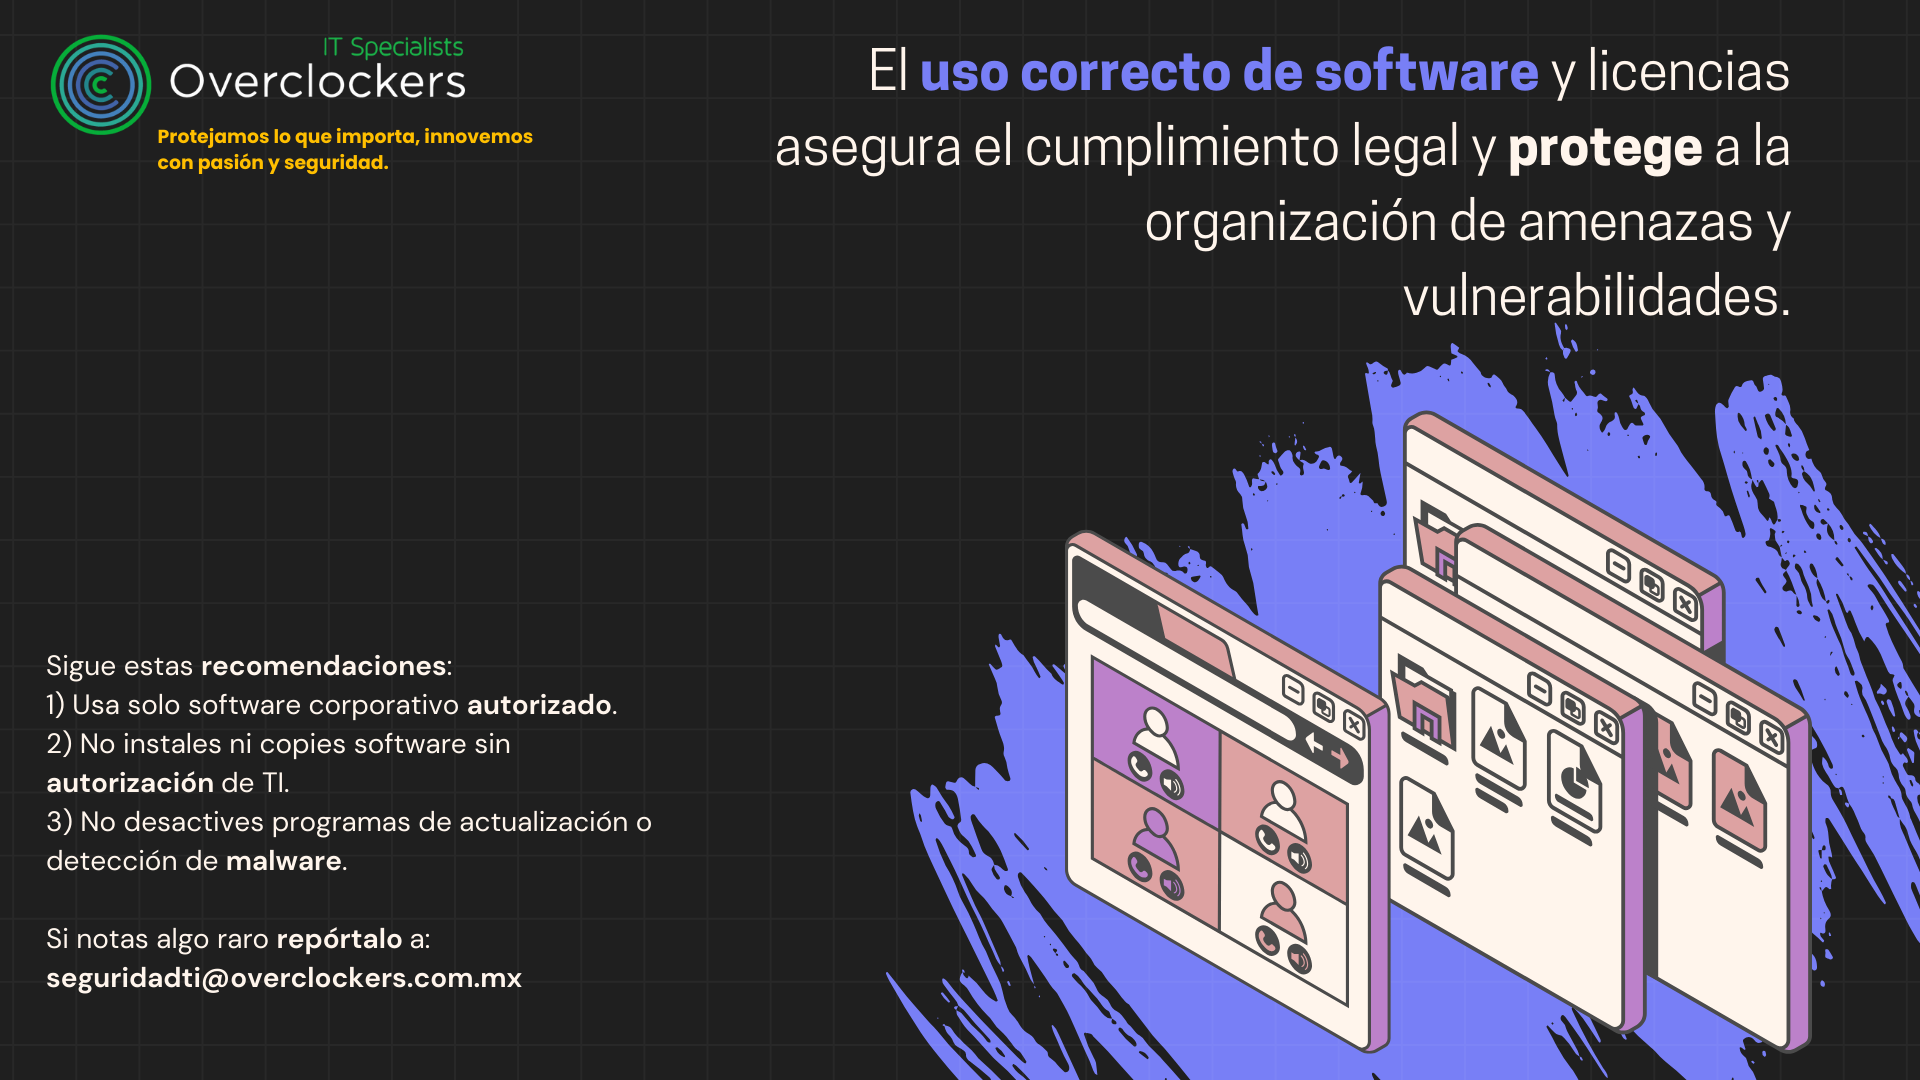 IT Specialists
Overclockers
Protejamos lo que importa, innovemos
con pasión y seguridad.
El uso correcto de software y licencias
asegura el cumplimiento legal y protege a la
organización de amenazas y
vulnerabilidades.
Sigue estas recomendaciones:
1) Usa solo software corporativo autorizado.
2) No instales ni copies software sin
autorización de TI.
3) No desactives programas de actualización o
detección de malware.
Si notas algo raro repórtalo a:
seguridadti@overclockers.com.mx